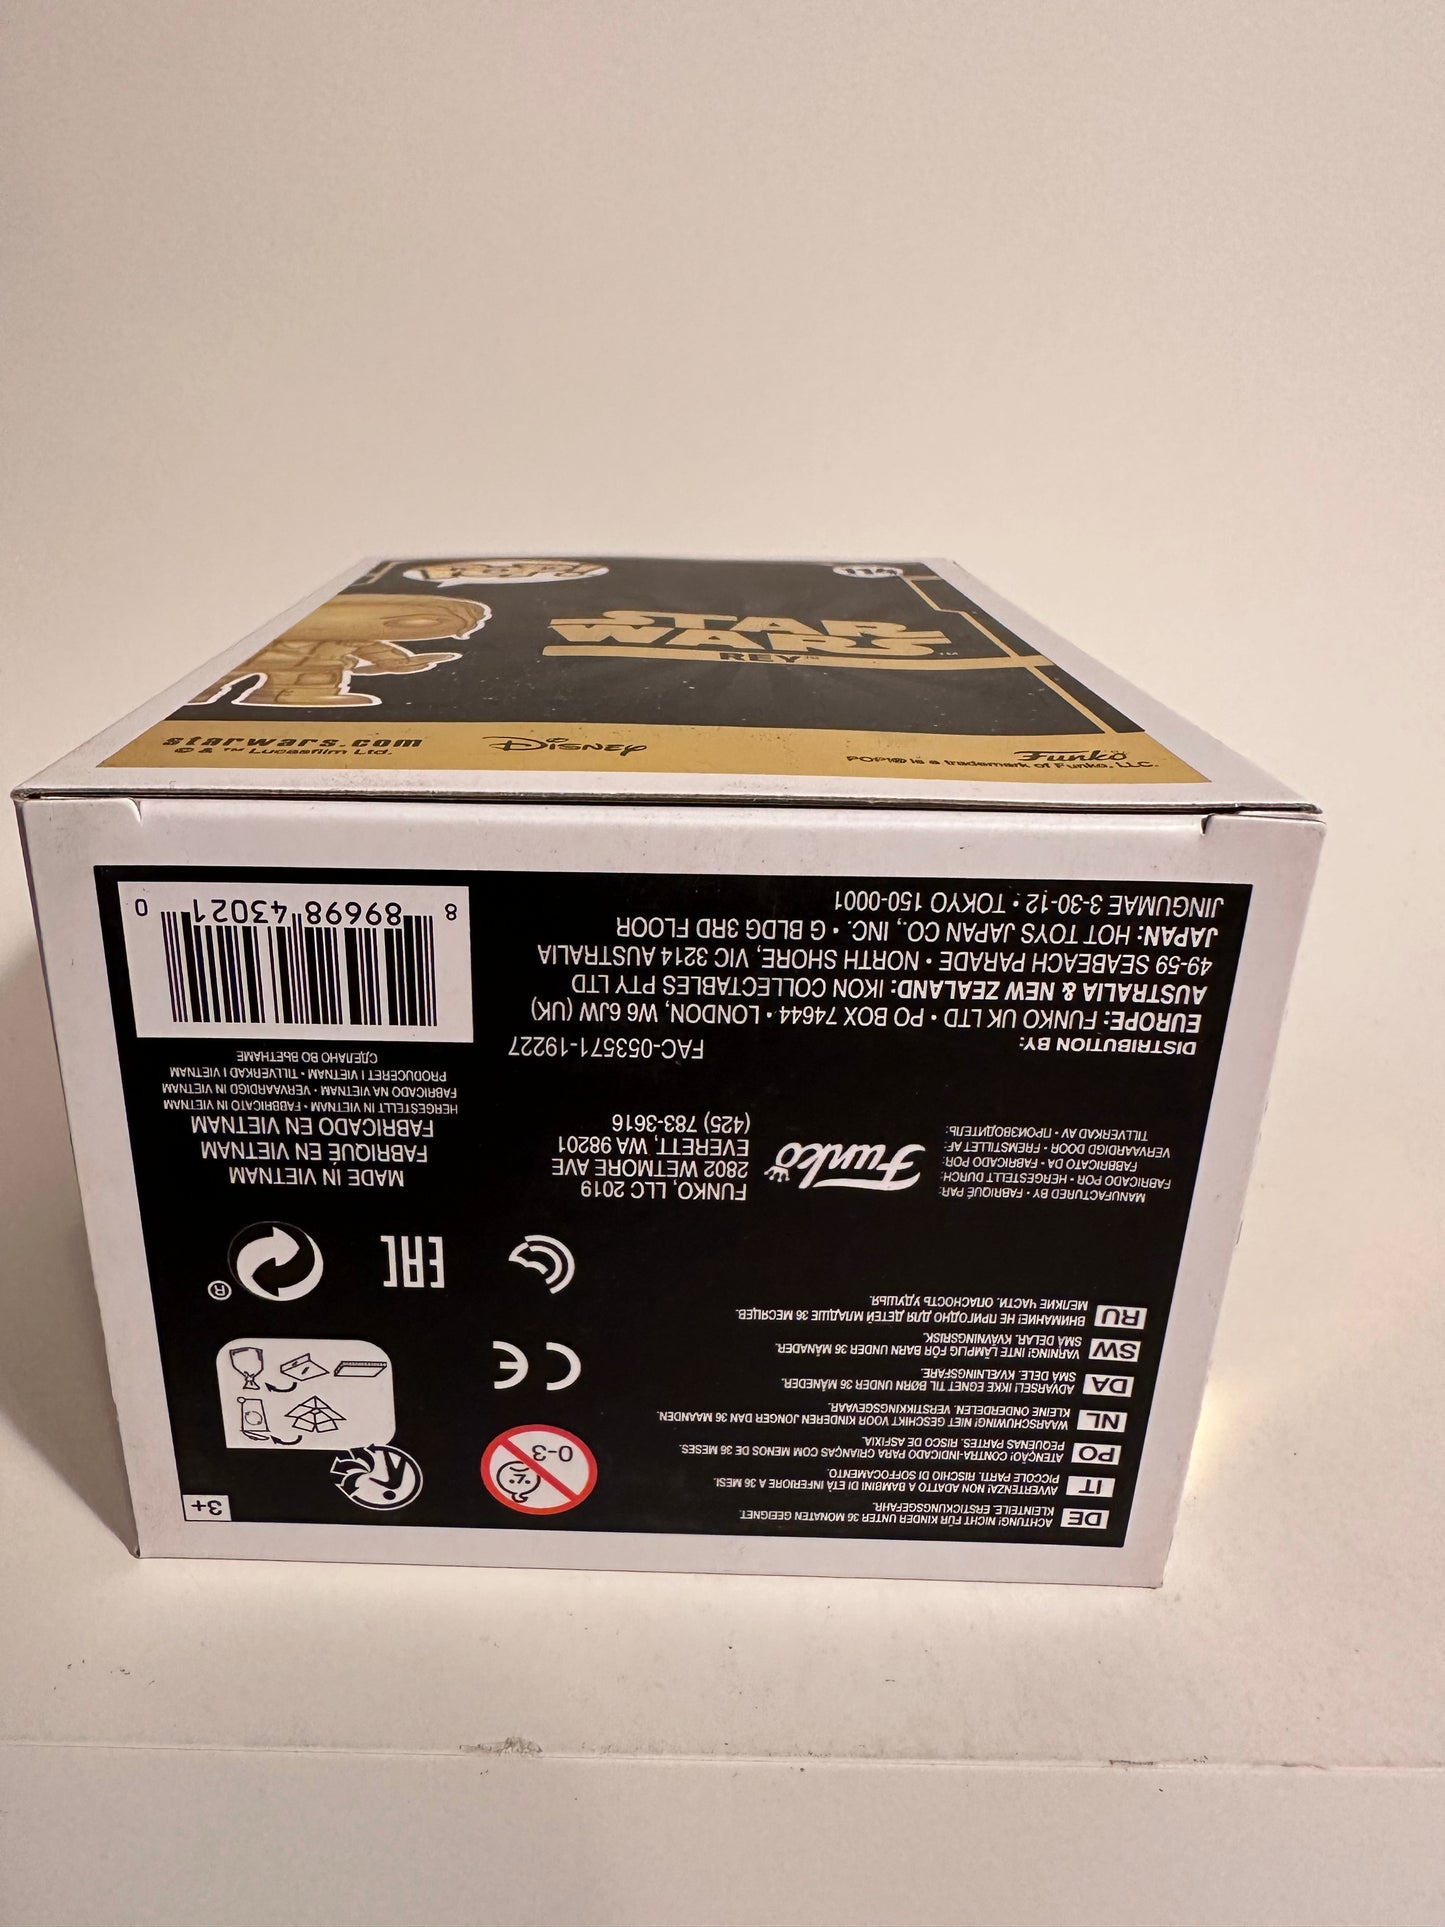 114
STAR
WARS™
REY™
starwars.com
© & ™ Lucasfilm Ltd.
Disney
Funko
POP!® is a trademark of Funko, LLC.
DE
ACHTUNG! NICHT FÜR KINDER UNTER 36 MONATEN GEEIGNET.
KLEINTEILE. ERSTICKUNGSGEFAHR.
IT
AVVERTENZA! NON ADATTO A BAMBINI DI ETÀ INFERIORE A 36 MESI.
PICCOLE PARTI. RISCHIO DI SOFFOCAMENTO.
PO
ATENÇÃO! CONTRA-INDICADO PARA CRIANÇAS COM MENOS DE 36 MESES.
PEQUENAS PARTES. RISCO DE ASFIXIA.
NL
WAARSCHUWING! NIET GESCHIKT VOOR KINDEREN JONGER DAN 36 MAANDEN.
KLEINE ONDERDELEN. VERSTIKKINGSGEVAAR.
DA
ADVARSEL! IKKE EGNET TIL BØRN UNDER 36 MÅNEDER.
SMÅ DELE. KVÆLNINGSFARE.
SW
VARNING! INTE LÄMPLIG FÖR BARN UNDER 36 MÅNADER.
SMÅ DELAR. KVÄVNINGSRISK.
RU
ВНИМАНИЕ! НЕ ПРИГОДНО ДЛЯ ДЕТЕЙ МЛАДШЕ 36 МЕСЯЦЕВ.
МЕЛКИЕ ЧАСТИ. ОПАСНОСТЬ УДУШЬЯ.
0-3
3+
CE
EAC
®
MANUFACTURED BY • FABRIQUÉ PAR:
FABRICADO POR • HERGESTELLT DURCH:
FABBRICATO DA • FABRICADO POR:
VERVAARDIGD DOOR • FREMSTILLET AF:
TILLVERKAD AV • ПРОИЗВОДИТЕЛЬ:
Funko
FUNKO, LLC 2019
2802 WETMORE AVE
EVERETT, WA 98201
(425) 783-3616
MADE IN VIETNAM
FABRIQUÉ EN VIETNAM
FABRICADO EN VIETNAM
HERGESTELLT IN VIETNAM • FABBRICATO IN VIETNAM
FABRICADO NA VIETNAM • VERVAARDIGD IN VIETNAM
PRODUCERET I VIETNAM • TILLVERKAD I VIETNAM
СДЕЛАНО ВО ВЬЕТНАМЕ
DISTRIBUTION BY:
FAC-053571-19227
EUROPE: FUNKO UK LTD • PO BOX 74644 • LONDON, W6 6JW (UK)
AUSTRALIA & NEW ZEALAND: IKON COLLECTABLES PTY LTD
49-59 SEABEACH PARADE • NORTH SHORE, VIC 3214 AUSTRALIA
JAPAN: HOT TOYS JAPAN CO., INC. • G BLDG 3RD FLOOR
JINGUMAE 3-30-12 • TOKYO 150-0001
8 89698 43021 0